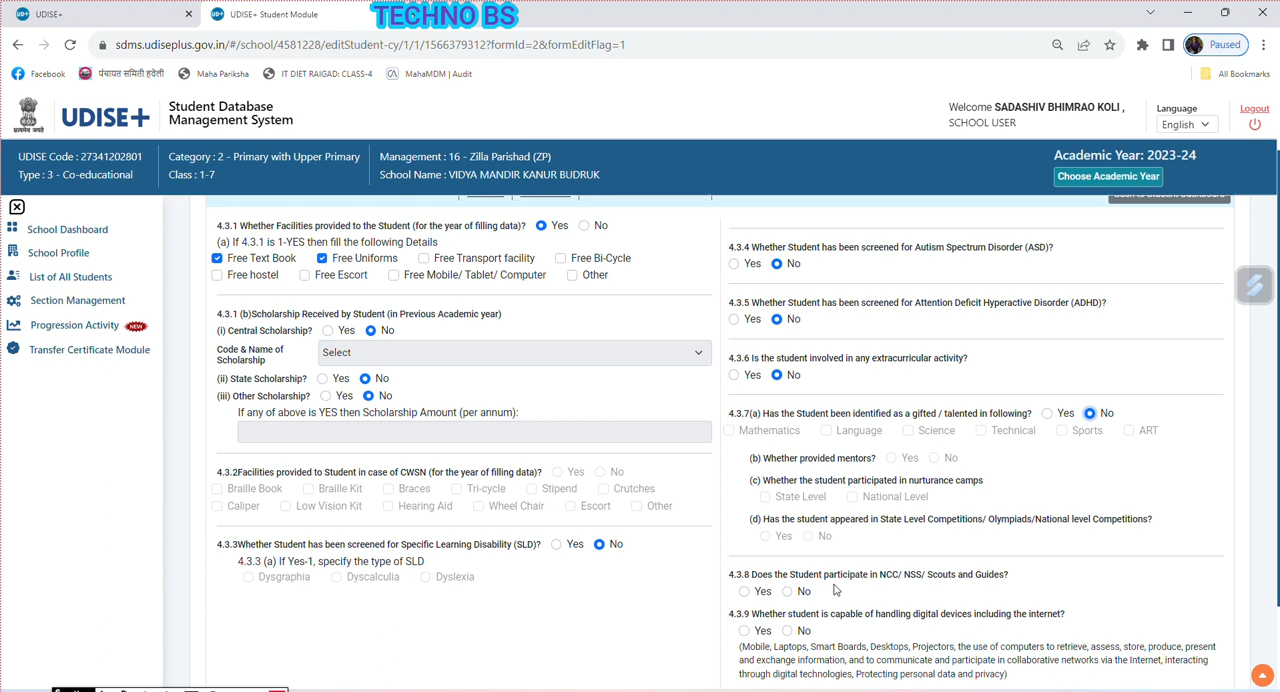 UDISE+
UDISE+ Student Module
TECHNO BS
sdms.udiseplus.gov.in/#/school/4581228/editStudent-cy/1/1/1566379312?formId=2&formEditFlag=1
Paused
Facebook
पंचायत समिती हवेली
Maha Pariksha
IT DIET RAIGAD: CLASS-4
MahaMDM | Audit
All Bookmarks
सत्यमेव जयते
UDISE+
Student Database
Management System
Welcome SADASHIV BHIMRAO KOLI ,
SCHOOL USER
Language
English
Logout
UDISE Code : 27341202801
Type : 3 - Co-educational
Category : 2 - Primary with Upper Primary
Class : 1-7
Management : 16 - Zilla Parishad (ZP)
School Name : VIDYA MANDIR KANUR BUDRUK
Academic Year: 2023-24
Choose Academic Year
School Dashboard
School Profile
List of All Students
Section Management
Progression Activity NEW
Transfer Certificate Module
4.3.1 Whether Facilities provided to the Student (for the year of filling data)? Yes No
(a) If 4.3.1 is 1-YES then fill the following Details
Free Text Book Free Uniforms Free Transport facility Free Bi-Cycle
Free hostel Free Escort Free Mobile/ Tablet/ Computer Other
4.3.1 (b)Scholarship Received by Student (in Previous Academic year)
(i) Central Scholarship? Yes No
Code & Name of
Scholarship
Select
(ii) State Scholarship? Yes No
(iii) Other Scholarship? Yes No
If any of above is YES then Scholarship Amount (per annum):
4.3.2Facilities provided to Student in case of CWSN (for the year of filling data)? Yes No
Braille Book Braille Kit Braces Tri-cycle Stipend Crutches
Caliper Low Vision Kit Hearing Aid Wheel Chair Escort Other
4.3.3Whether Student has been screened for Specific Learning Disability (SLD)? Yes No
4.3.3 (a) If Yes-1, specify the type of SLD
Dysgraphia Dyscalculia Dyslexia
4.3.4 Whether Student has been screened for Autism Spectrum Disorder (ASD)?
Yes No
4.3.5 Whether Student has been screened for Attention Deficit Hyperactive Disorder (ADHD)?
Yes No
4.3.6 Is the student involved in any extracurricular activity?
Yes No
4.3.7(a) Has the Student been identified as a gifted / talented in following? Yes No
Mathematics Language Science Technical Sports ART
(b) Whether provided mentors? Yes No
(c) Whether the student participated in nurturance camps
State Level National Level
(d) Has the student appeared in State Level Competitions/ Olympiads/National level Competitions?
Yes No
4.3.8 Does the Student participate in NCC/ NSS/ Scouts and Guides?
Yes No
4.3.9 Whether student is capable of handling digital devices including the internet?
Yes No
(Mobile, Laptops, Smart Boards, Desktops, Projectors, the use of computers to retrieve, assess, store, produce, present
and exchange information, and to communicate and participate in collaborative networks via the Internet, interacting
through digital technologies, Protecting personal data and privacy)